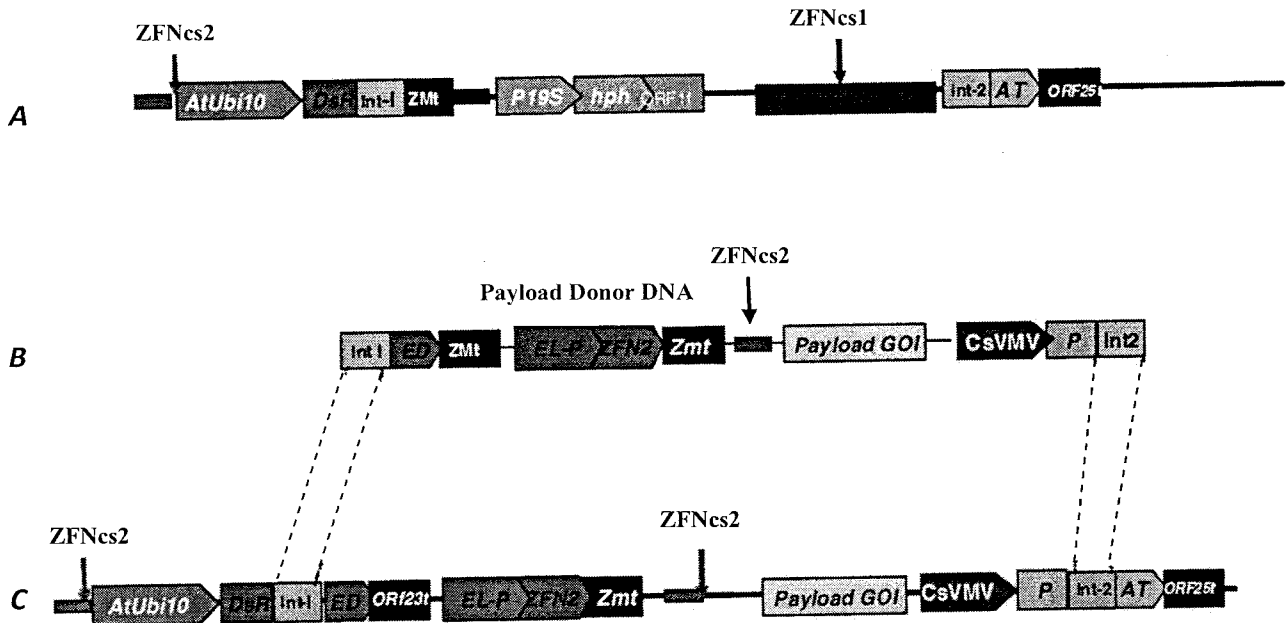 ZFNcs2
ZFNcs1
A
AtUbi10 DsR Int-I ZMt P19S hph ORF1t Int-2 AT ORF25t
ZFNcs2
Payload Donor DNA
B
Int I ED ZMt EL-P ZFN2 Zmt Payload GOI CsVMV P Int2
ZFNcs2
ZFNcs2
C
AtUbi10 DsR Int-I ED ORf23t EL-P ZFN2 Zmt Payload GOI CsVMV P Int-2 AT ORF25t